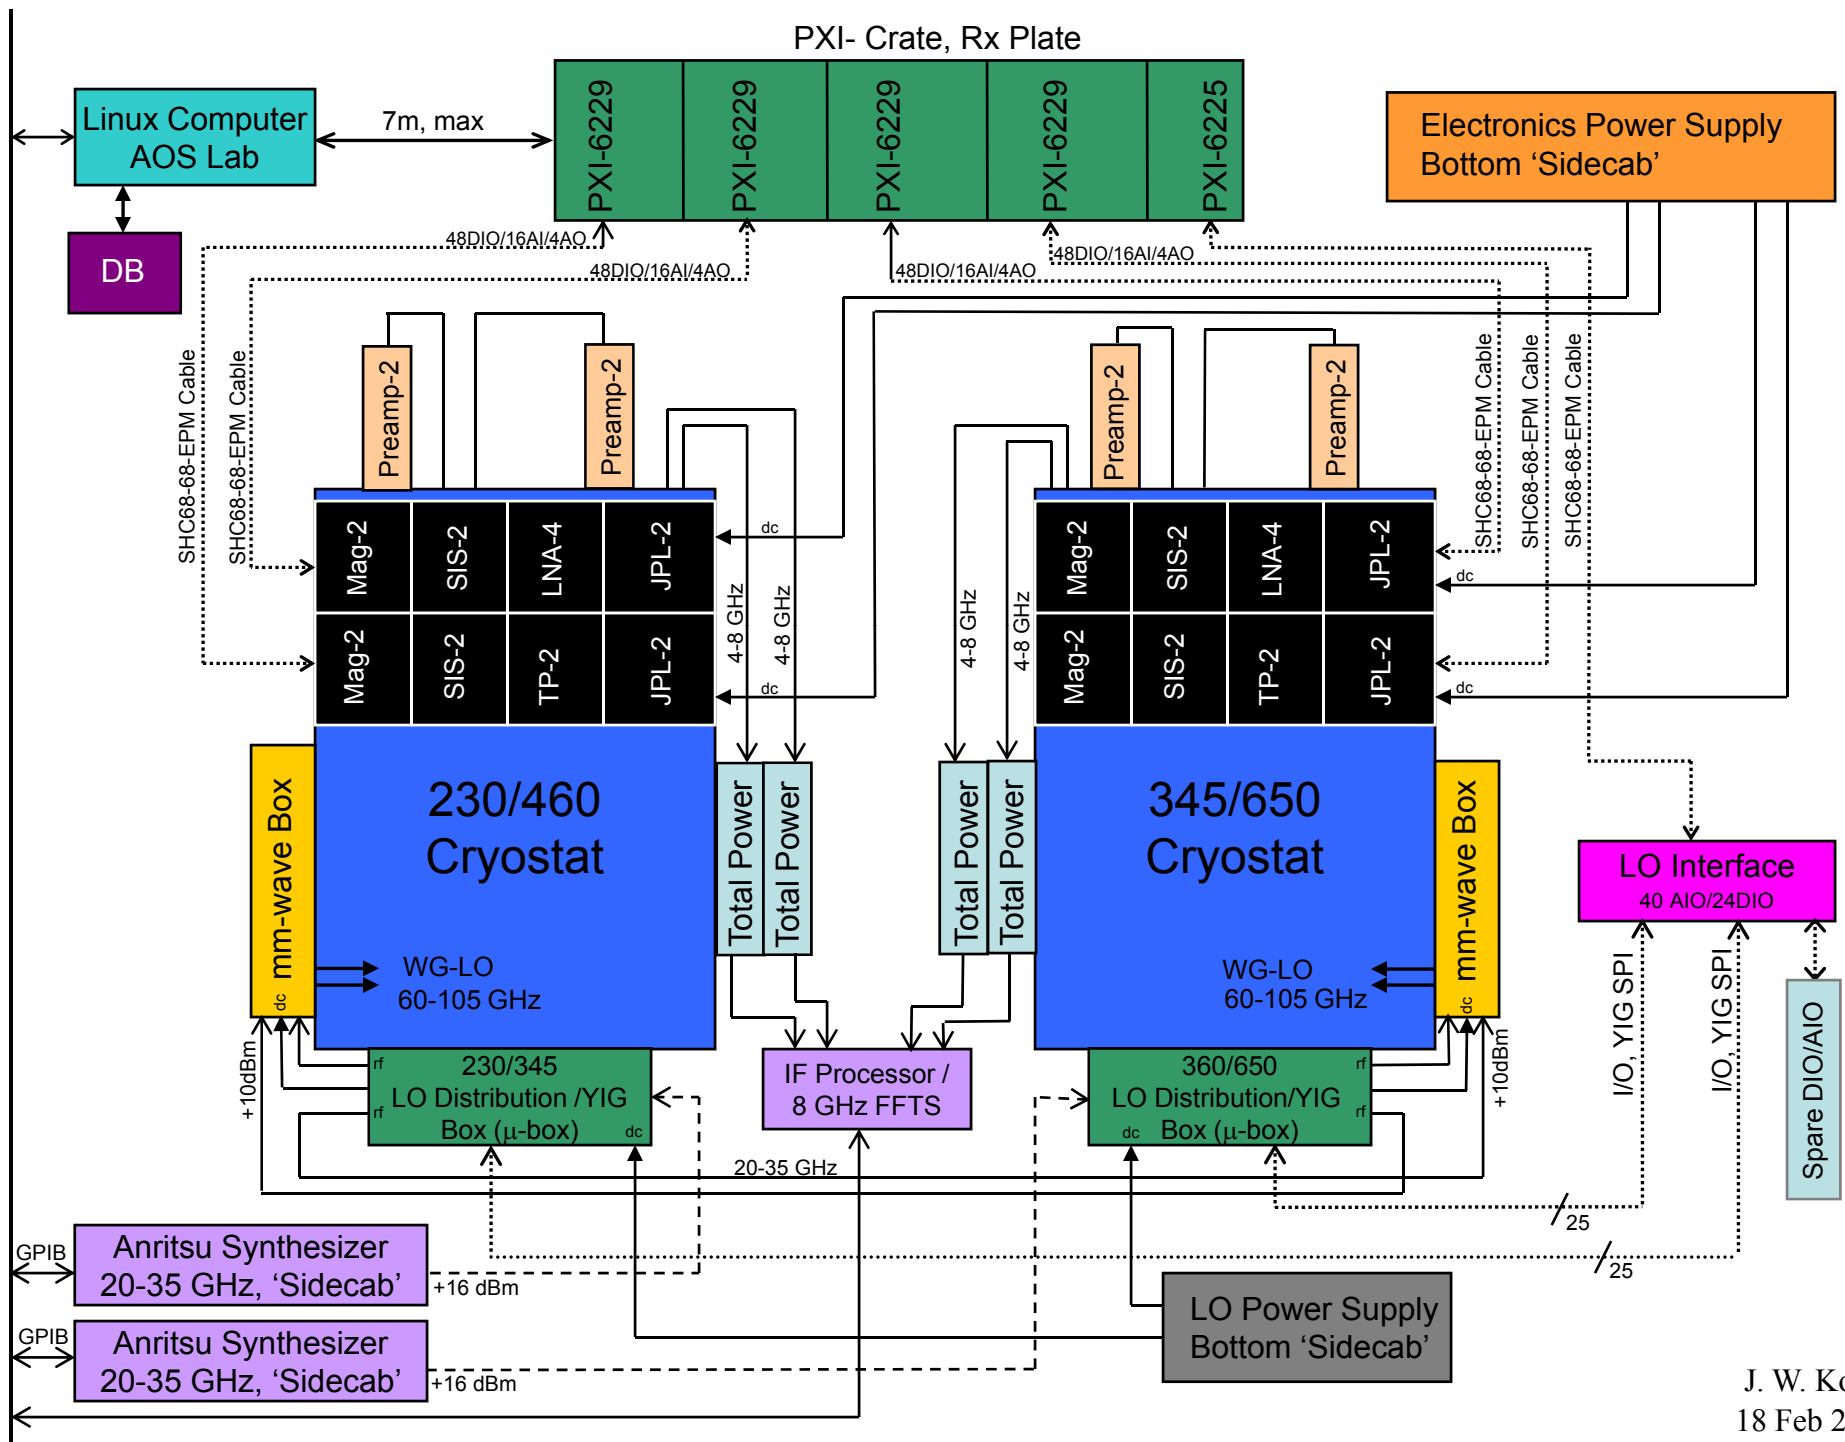 PXI- Crate, Rx Plate
Linux Computer
AOS Lab
7m, max
PXI-6229
PXI-6229
PXI-6229
PXI-6229
PXI-6225
Electronics Power Supply
Bottom ‘Sidecab’
DB
48DIO/16AI/4AO
48DIO/16AI/4AO
48DIO/16AI/4AO
48DIO/16AI/4AO
SHC68-68-EPM Cable
SHC68-68-EPM Cable
SHC68-68-EPM Cable
SHC68-68-EPM Cable
SHC68-68-EPM Cable
Preamp-2
Preamp-2
Preamp-2
Preamp-2
Mag-2
SIS-2
LNA-4
JPL-2
dc
Mag-2
SIS-2
TP-2
JPL-2
dc
4-8 GHz
4-8 GHz
4-8 GHz
4-8 GHz
Mag-2
SIS-2
LNA-4
JPL-2
dc
Mag-2
SIS-2
TP-2
JPL-2
dc
dc mm-wave Box
230/460
Cryostat
WG-LO
60-105 GHz
Total Power
Total Power
Total Power
Total Power
345/650
Cryostat
WG-LO
60-105 GHz
dc mm-wave Box
LO Interface
40 AIO/24DIO
I/O, YIG SPI
I/O, YIG SPI
Spare DIO/AIO
+10dBm
230/345
LO Distribution /YIG
Box (μ-box)
rf
rf
dc
IF Processor /
8 GHz FFTS
360/650
LO Distribution/YIG
Box (μ-box)
rf
rf
dc
+10dBm
20-35 GHz
25
25
GPIB
Anritsu Synthesizer
20-35 GHz, ‘Sidecab’
+16 dBm
GPIB
Anritsu Synthesizer
20-35 GHz, ‘Sidecab’
+16 dBm
LO Power Supply
Bottom ‘Sidecab’
J. W.
18 Feb